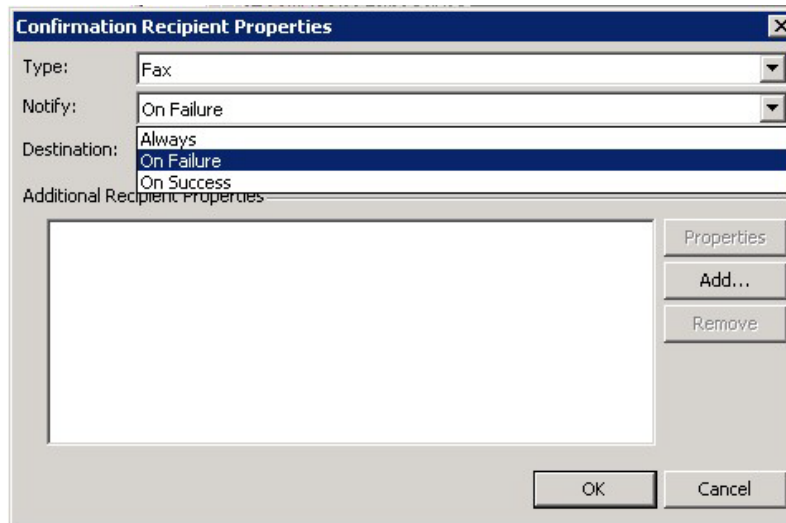 Confirmation Recipient Properties
Type: Fax
Notify: On Failure
Always
Destination: On Failure
On Success
Additional Recipient Properties
Properties
Add...
Remove
OK Cancel